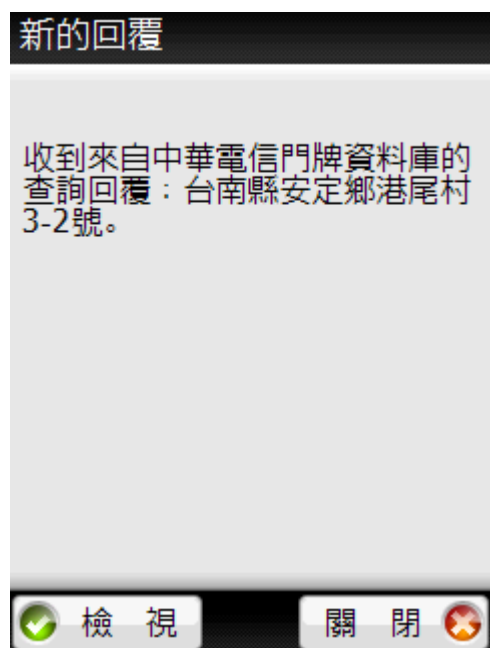 新的回覆
收到來自中華電信門牌資料庫的
查詢回覆：台南縣安定鄉港尾村
3-2號。
檢 視
關 閉